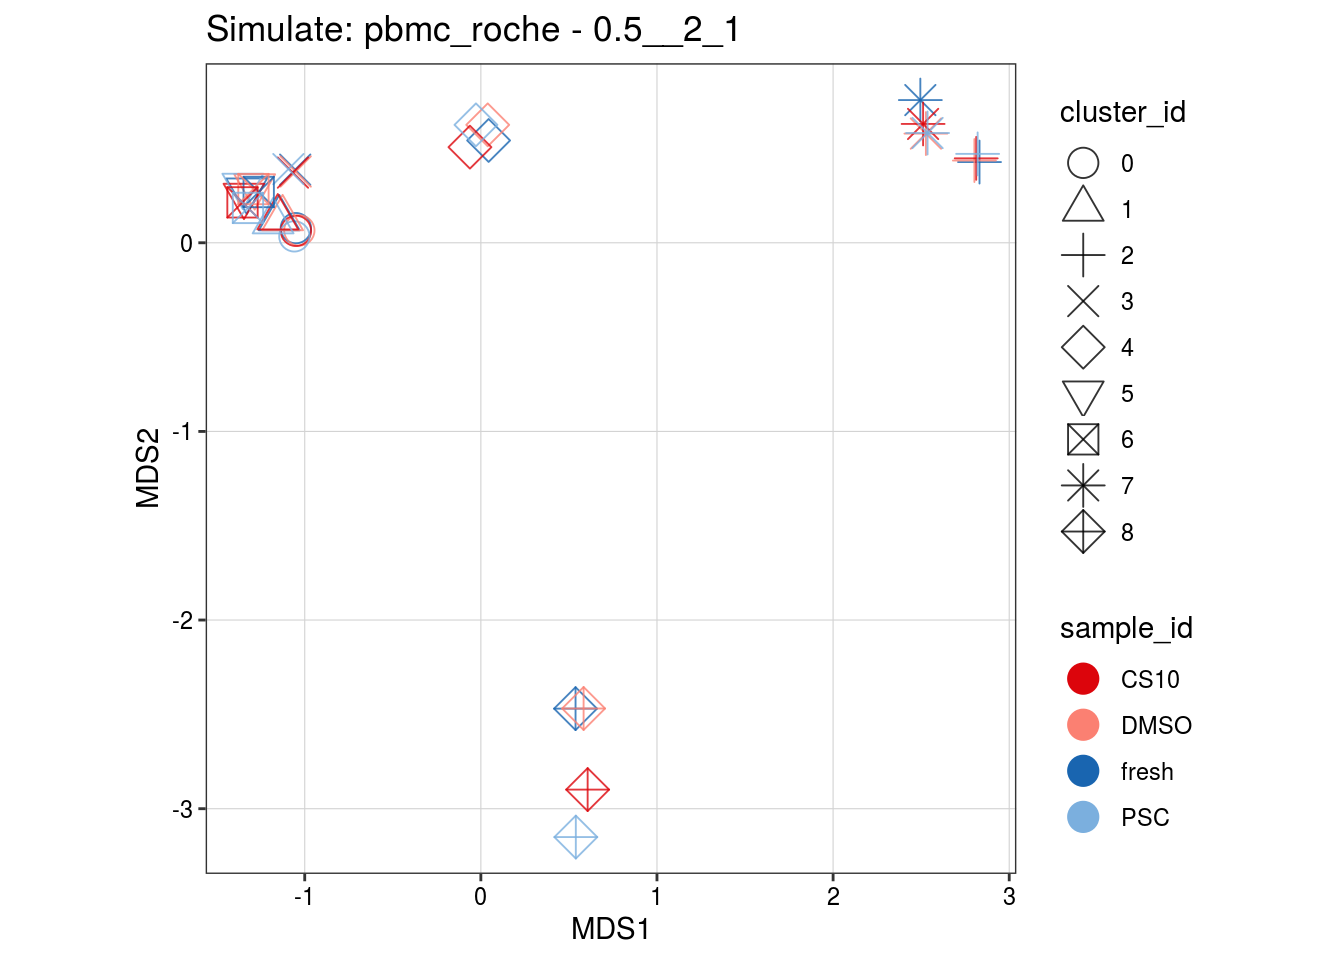 Simulate: pbmc_roche - 0.5__2_1
MDS2
0
-1
-2
-3
-1
0
1
2
3
MDS1
cluster_id
0
1
2
3
4
5
6
7
8
sample_id
CS10
DMSO
fresh
PSC